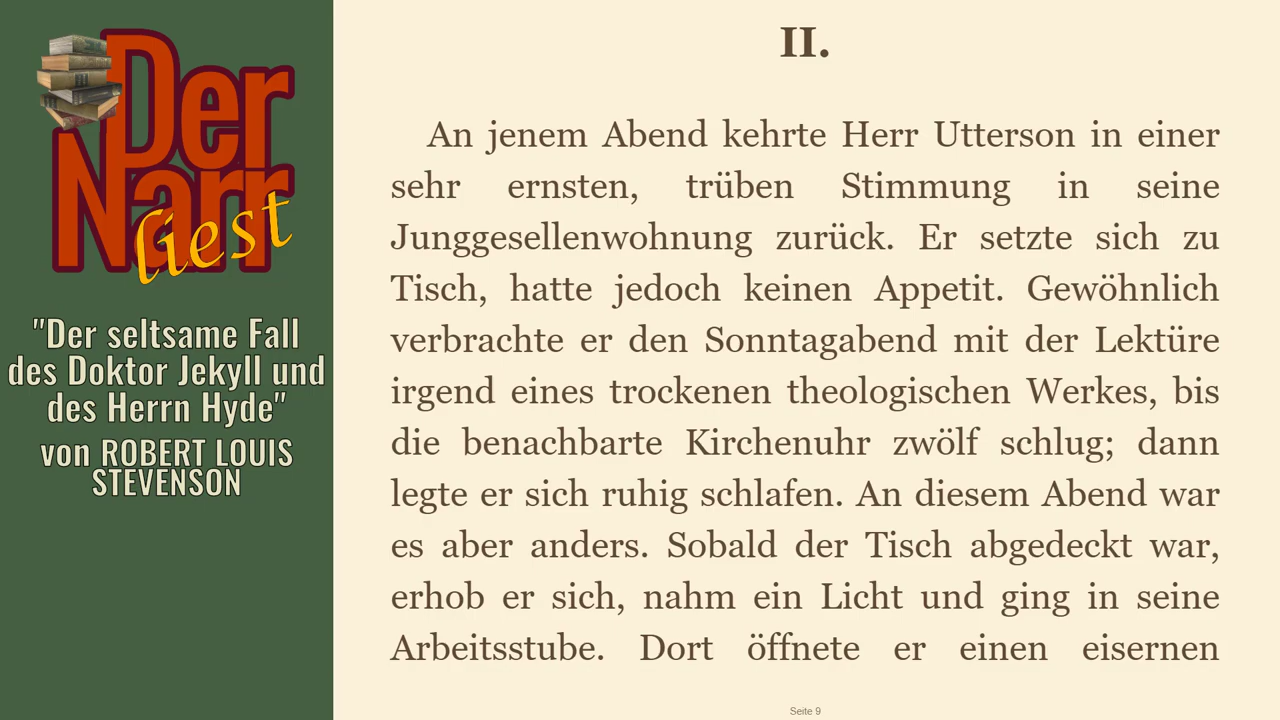 Der
Narr
liest
"Der seltsame Fall
des Doktor Jekyll und
des Herrn Hyde"
von ROBERT LOUIS
STEVENSON
II.
An jenem Abend kehrte Herr Utterson in einer
sehr ernsten, trüben Stimmung in seine
Junggesellenwohnung zurück. Er setzte sich zu
Tisch, hatte jedoch keinen Appetit. Gewöhnlich
verbrachte er den Sonntagabend mit der Lektüre
irgend eines trockenen theologischen Werkes, bis
die benachbarte Kirchenuhr zwölf schlug; dann
legte er sich ruhig schlafen. An diesem Abend war
es aber anders. Sobald der Tisch abgedeckt war,
erhob er sich, nahm ein Licht und ging in seine
Arbeitsstube. Dort öffnete er einen eisernen
Seite 9